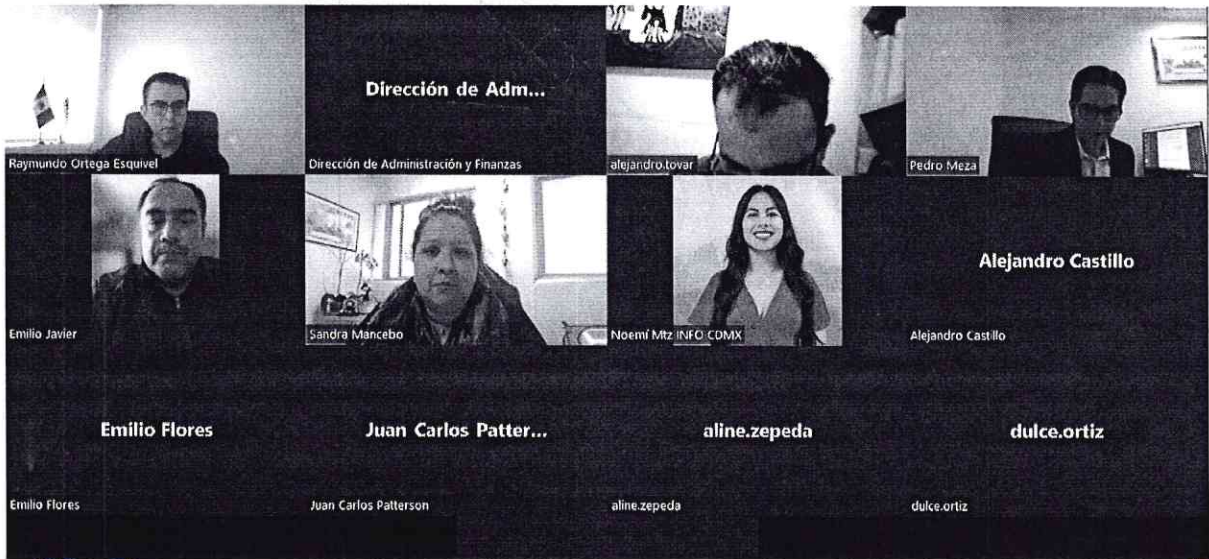 Dirección de Adm...
Raymundo Ortega Esquivel
Dirección de Administración y Finanzas
alejandro.tovar
Pedro Meza
Alejandro Castillo
Emilio Javier
Sandra Mancebo
Noemí Mtz INFO CDMX
Alejandro Castillo
Emilio Flores
Juan Carlos Patter...
aline.zepeda
dulce.ortiz
Emilio Flores
Juan Carlos Patterson
aline.zepeda
dulce.ortiz